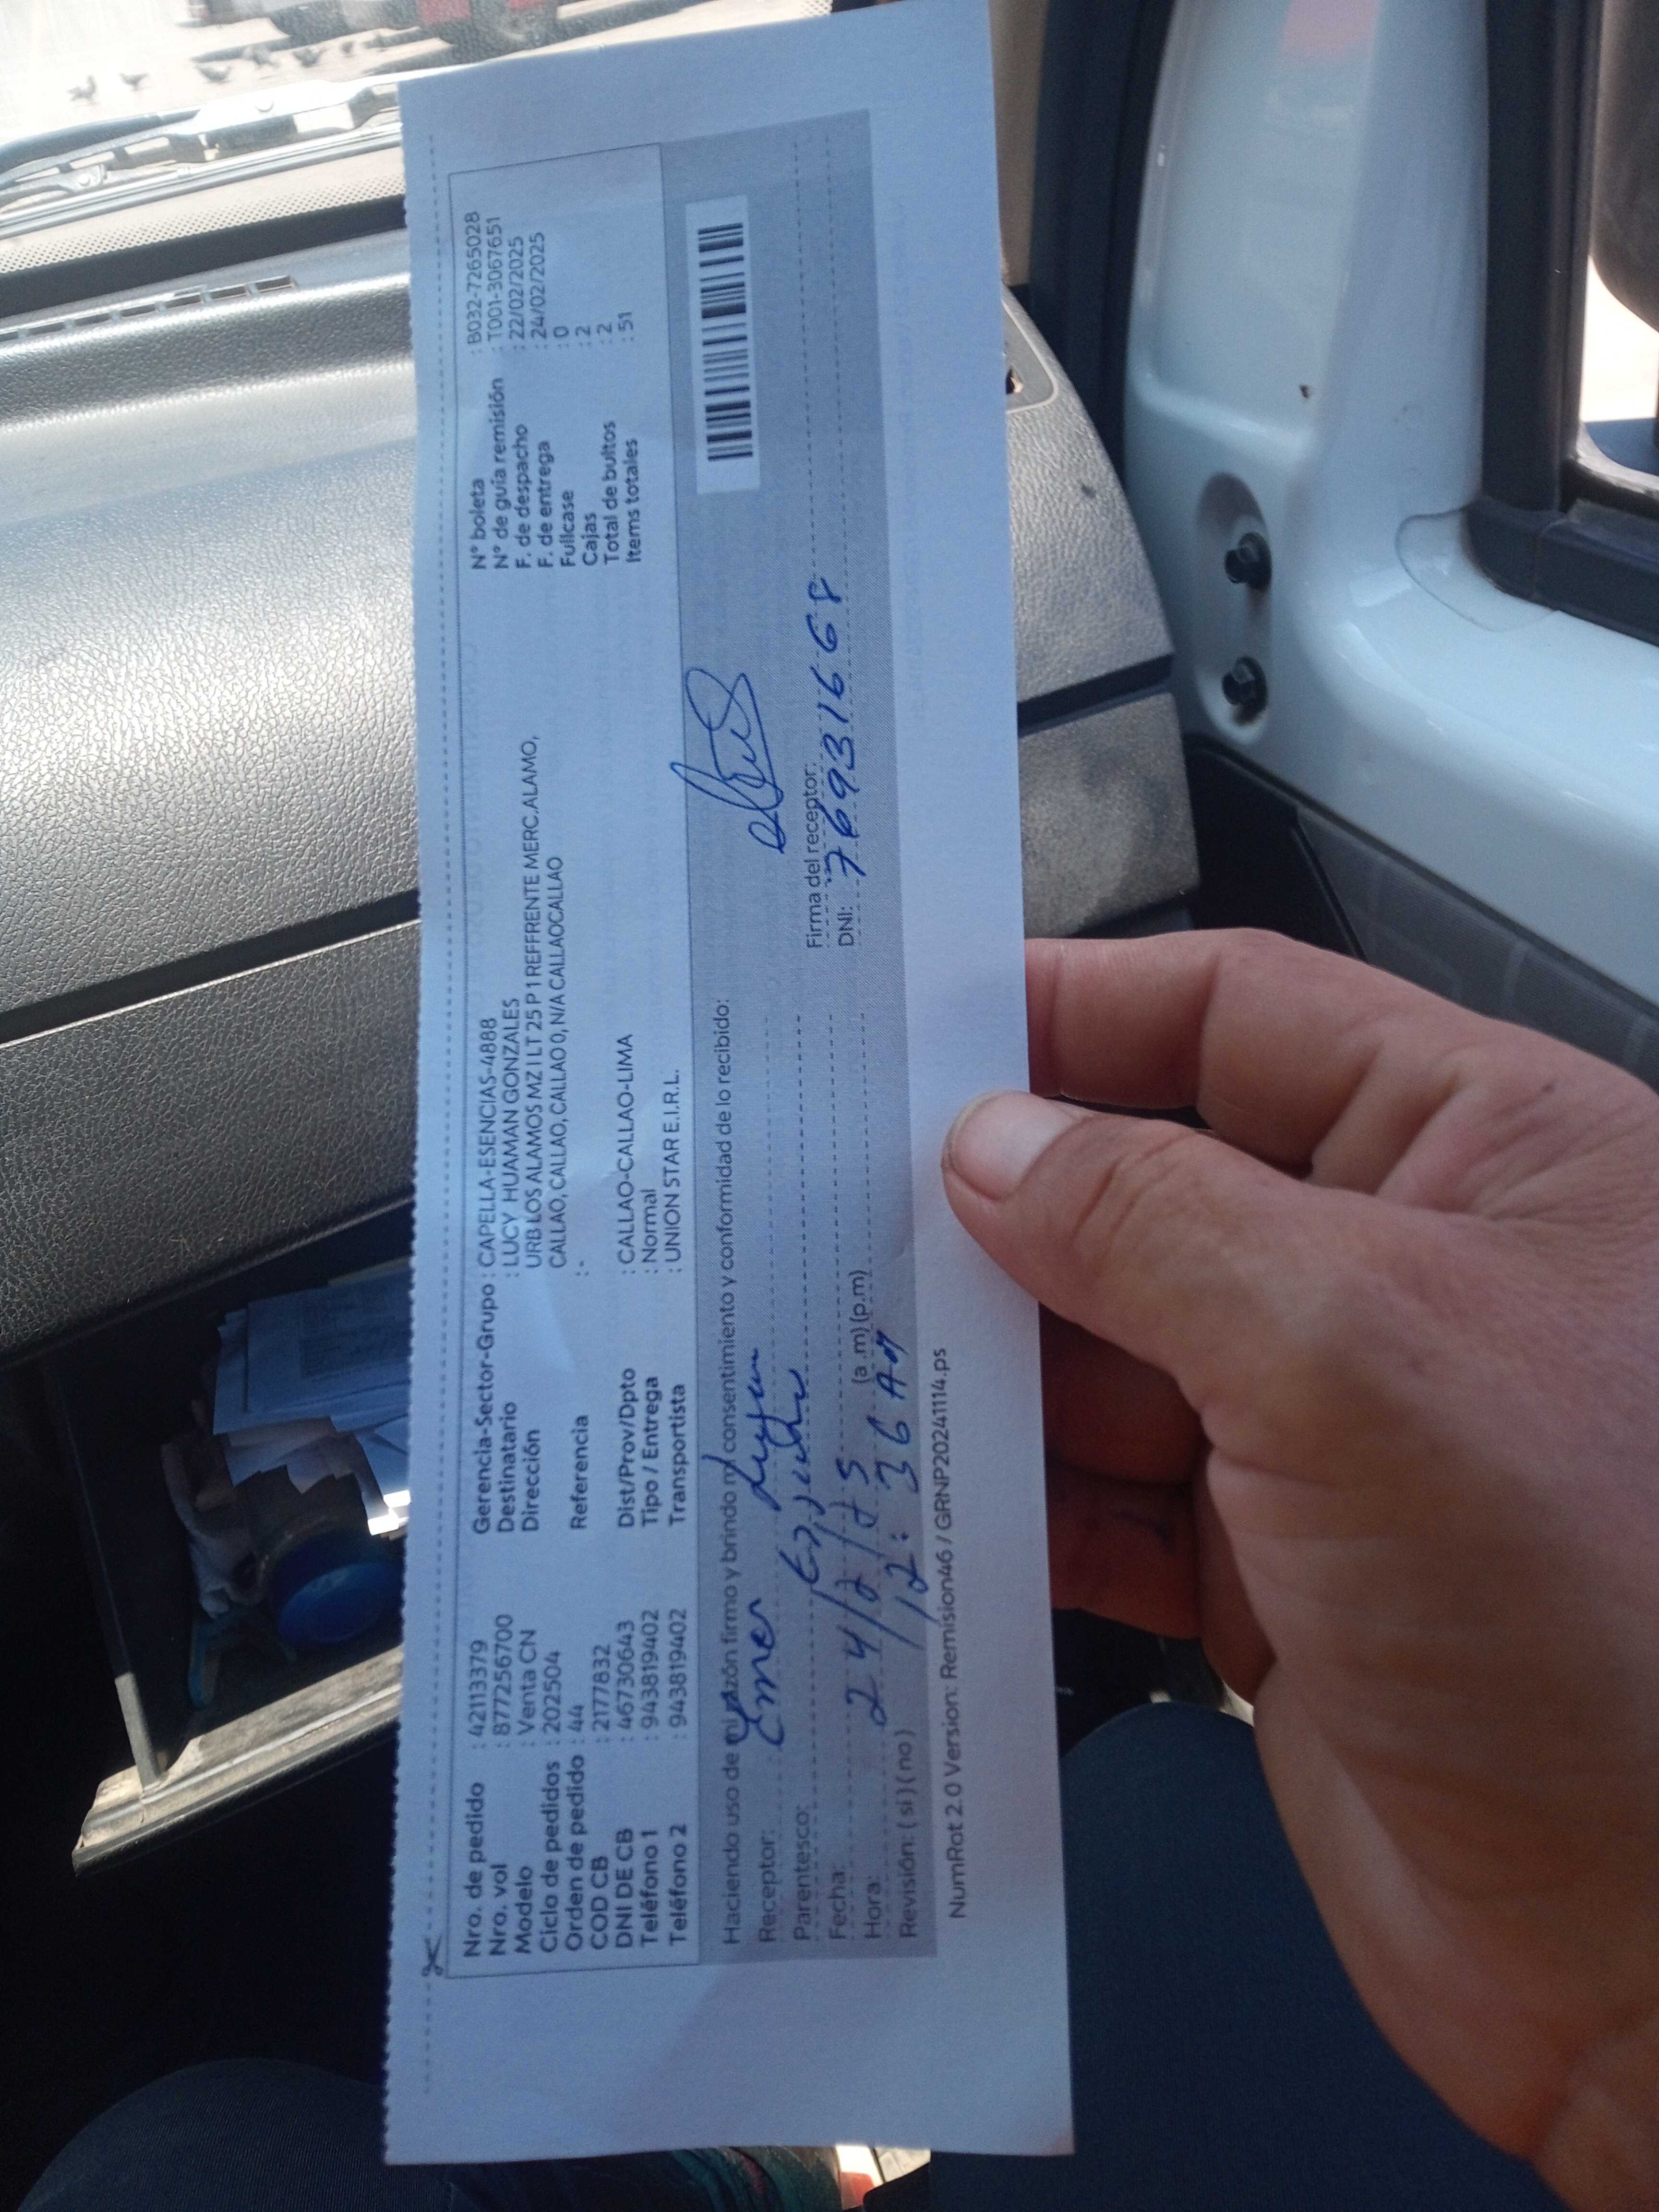 Nro. de pedido : 42113379
Nro. vol : 8772256700
Modelo : Venta CN
Ciclo de pedidos : 202504
Orden de pedido : 44
COD CB : 2177832
DNI DE CB : 46730643
Teléfono 1 : 943819402
Teléfono 2 : 943819402
Gerencia-Sector-Grupo : CAPELLA-ESENCIAS-4888
Destinatario : LUCY HUAMAN GONZALES
Dirección URB LOS ALAMOS MZ I LT 25 P1 REFFRENTE MERC.ALAMO,
CALLAO, CALLAO, CALLAO 0, N/A CALLAOCALLAO
Referencia : -
Dist/Prov/Dpto : CALLAO-CALLAO-LIMA
Tipo / Entrega : Normal
Transportista : UNION STAR E.I.R.L.
N° boleta : B032-7265028
N° de guía remisión : T001-3067651
F. de despacho : 22/02/2025
F. de entrega : 24/02/2025
Fullcase : 0
Cajas : 2
Total de bultos : 2
Items totales : 51
Haciendo uso de mi razón firmo y brindo mi consentimiento y conformidad de lo recibido:
Receptor: Emer
Parentesco:
Fecha: 24/2/25
Hora: 12:36 AM (a.m)(p.m)
Revisión: ( si ) ( no )
Firma del receptor:
DNI: 76931668
NumRot 2.0 Version: Remision46 / GRNP20241114.ps